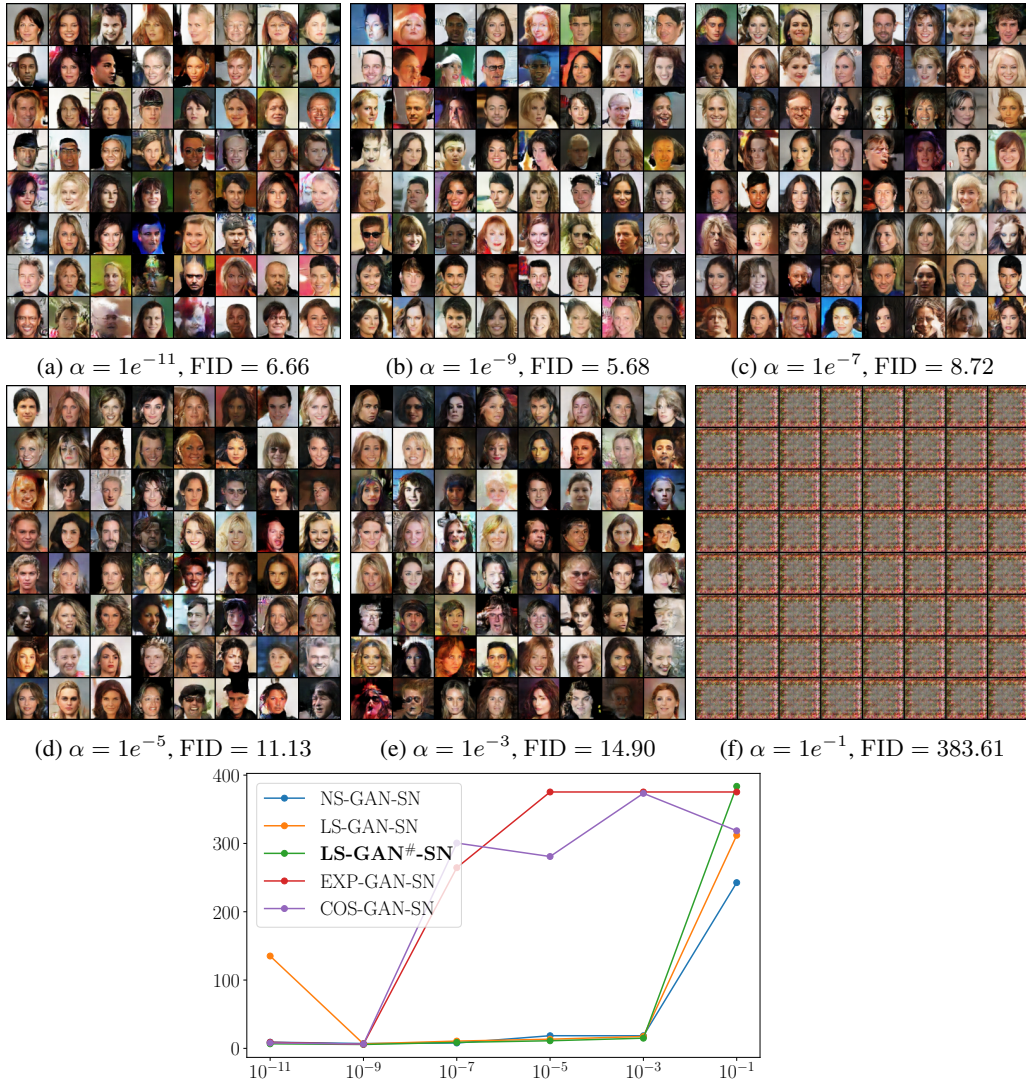 (a) α = 1e⁻¹¹, FID = 6.66
(b) α = 1e⁻⁹, FID = 5.68
(c) α = 1e⁻⁷, FID = 8.72
(d) α = 1e⁻⁵, FID = 11.13
(e) α = 1e⁻³, FID = 14.90
(f) α = 1e⁻¹, FID = 383.61
400
300
200
100
0
NS-GAN-SN
LS-GAN-SN
LS-GAN#-SN
EXP-GAN-SN
COS-GAN-SN
10⁻¹¹ 10⁻⁹ 10⁻⁷ 10⁻⁵ 10⁻³ 10⁻¹